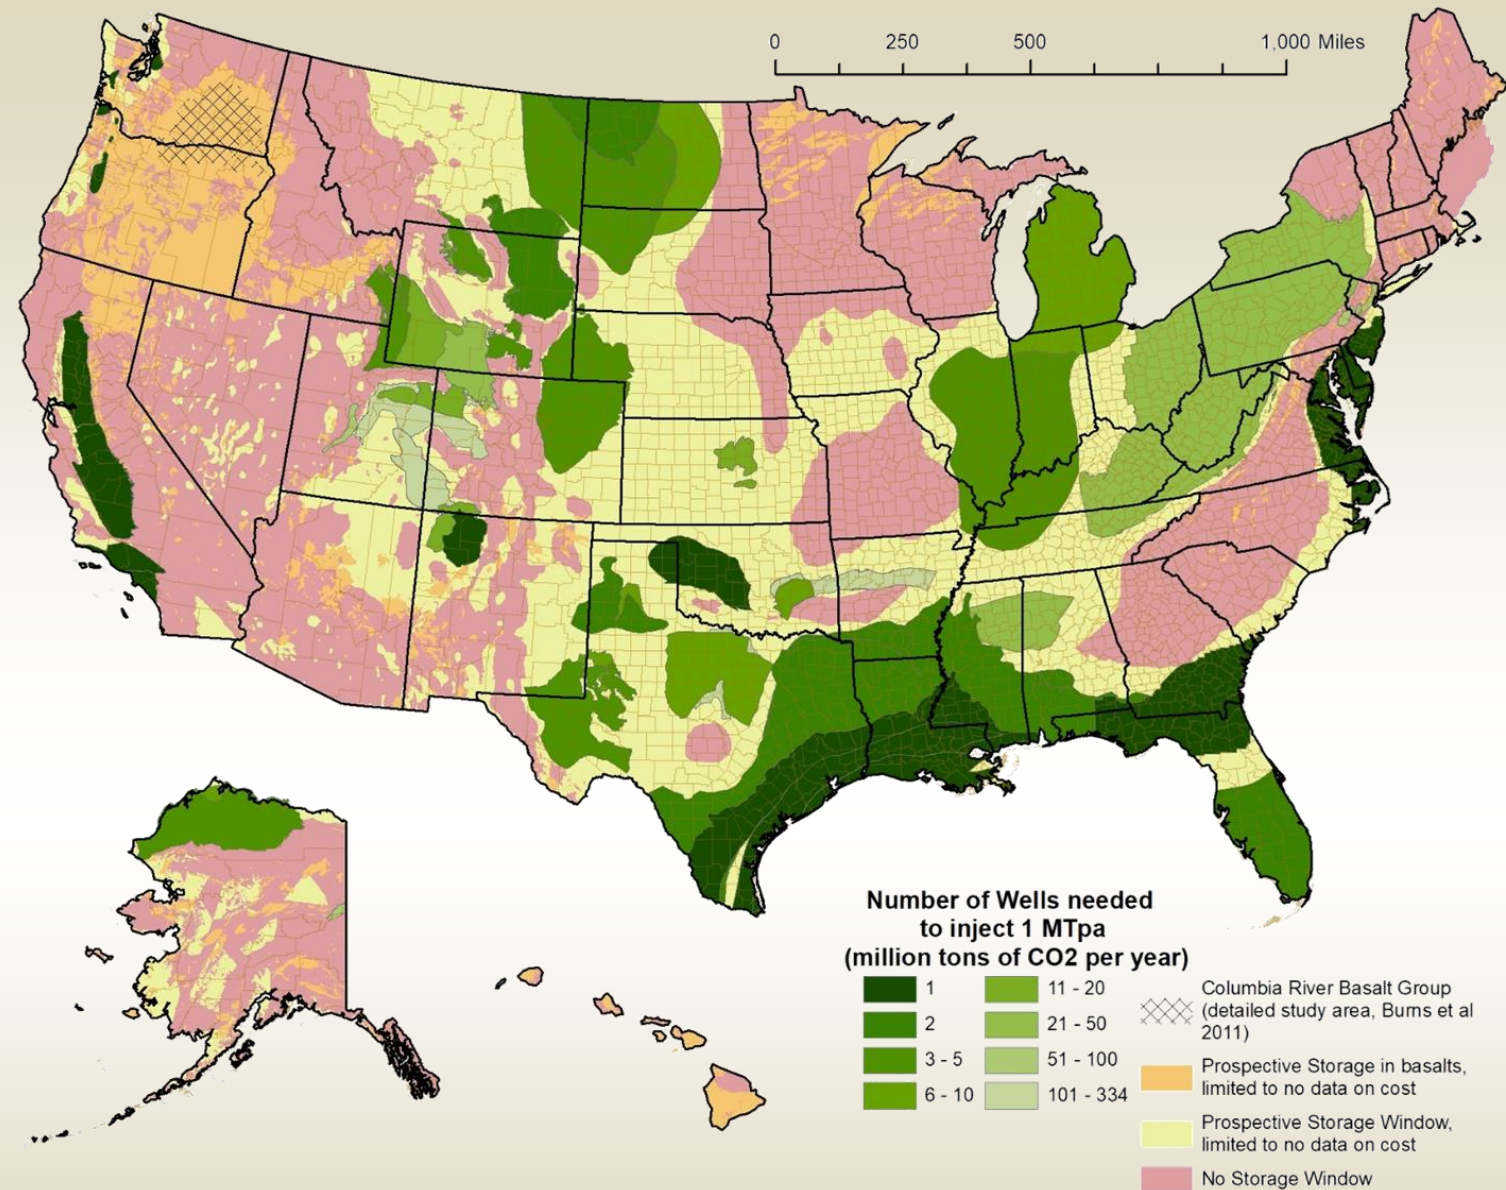 0 250 500 1,000 Miles
Number of Wells needed
to inject 1 MTpa
(million tons of CO2 per year)
1
2
3 - 5
6 - 10
11 - 20
21 - 50
51 - 100
101 - 334
Columbia River Basalt Group
(detailed study area, Burns et al
2011)
Prospective Storage in basalts,
limited to no data on cost
Prospective Storage Window,
limited to no data on cost
No Storage Window